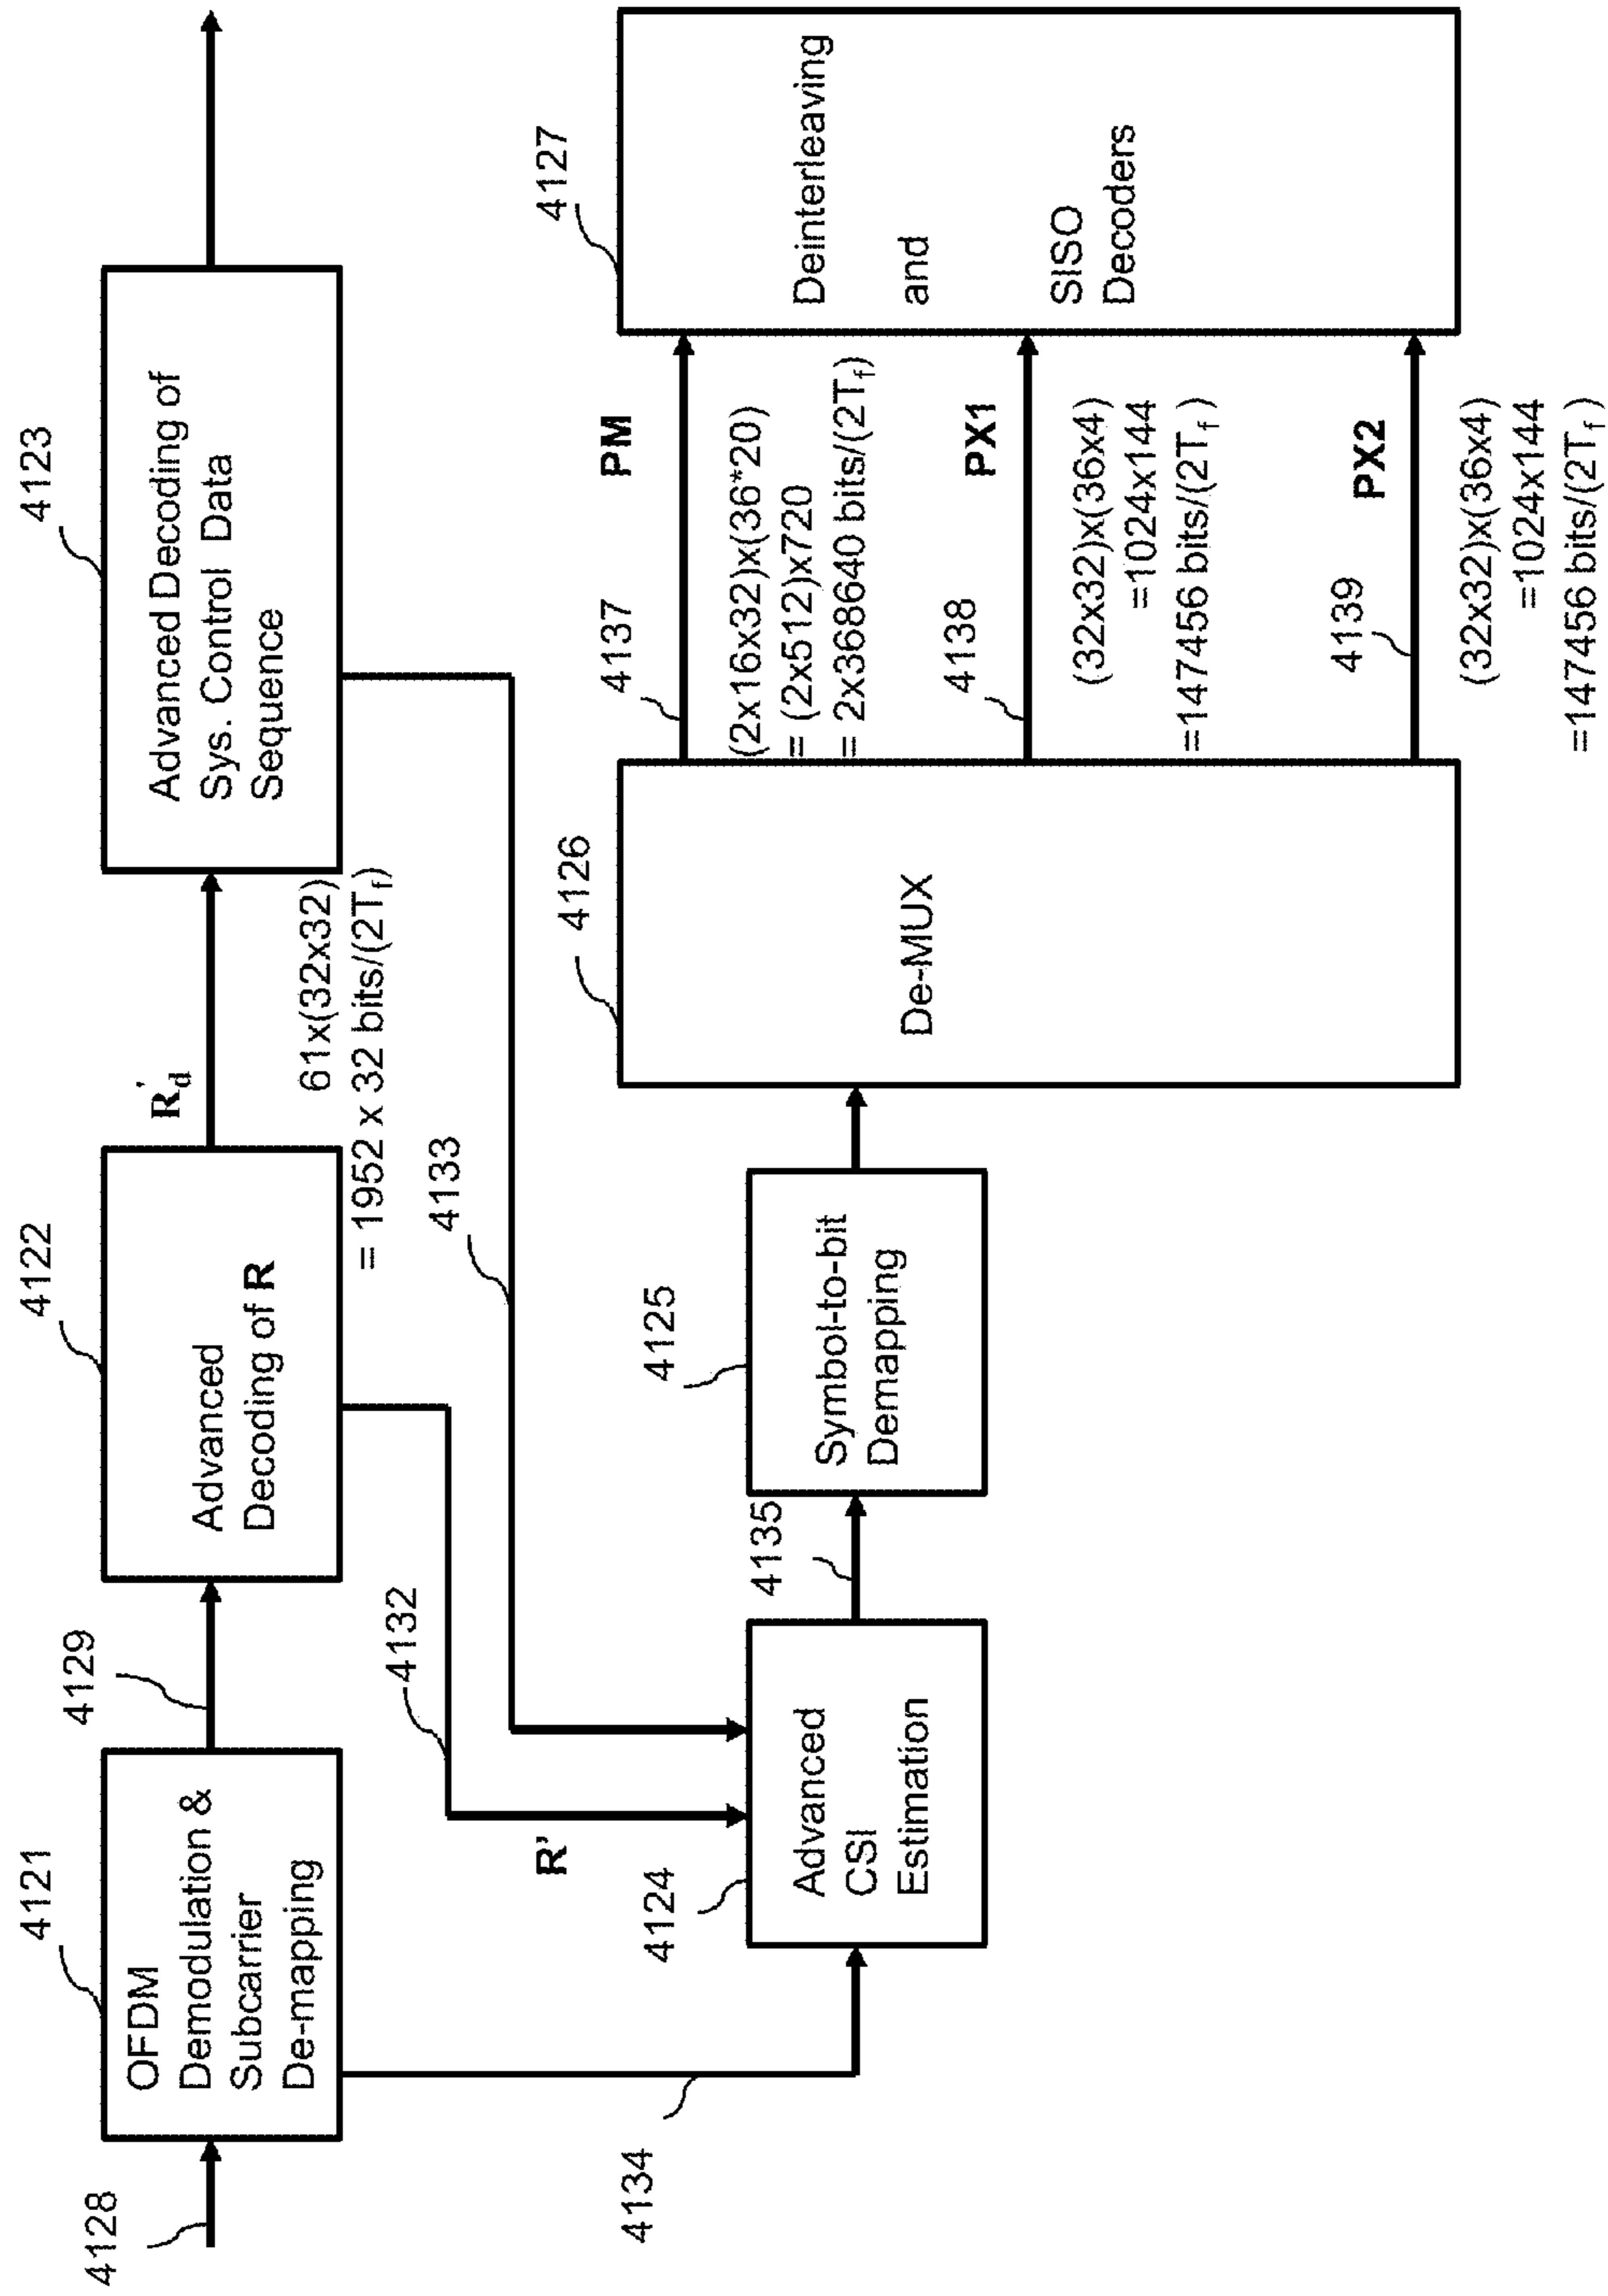 4128
4121
OFDM
Demodulation &
Subcarrier
De-mapping
4129
4122
Advanced
Decoding of R
R'd
61x(32x32)
= 1952 x 32 bits/(2Tf)
4123
Advanced Decoding of
Sys. Control Data
Sequence
4132
4133
R'
4134
4124
Advanced
CSI
Estimation
4135
4125
Symbol-to-bit
Demapping
4126
De-MUX
4137
PM
(2x16x32)x(36*20)
= (2x512)x720
= 2x368640 bits/(2Tf)
4138
PX1
(32x32)x(36x4)
=1024x144
=147456 bits/(2Tf)
4139
PX2
(32x32)x(36x4)
=1024x144
=147456 bits/(2Tf)
4127
Deinterleaving
and
SISO
Decoders